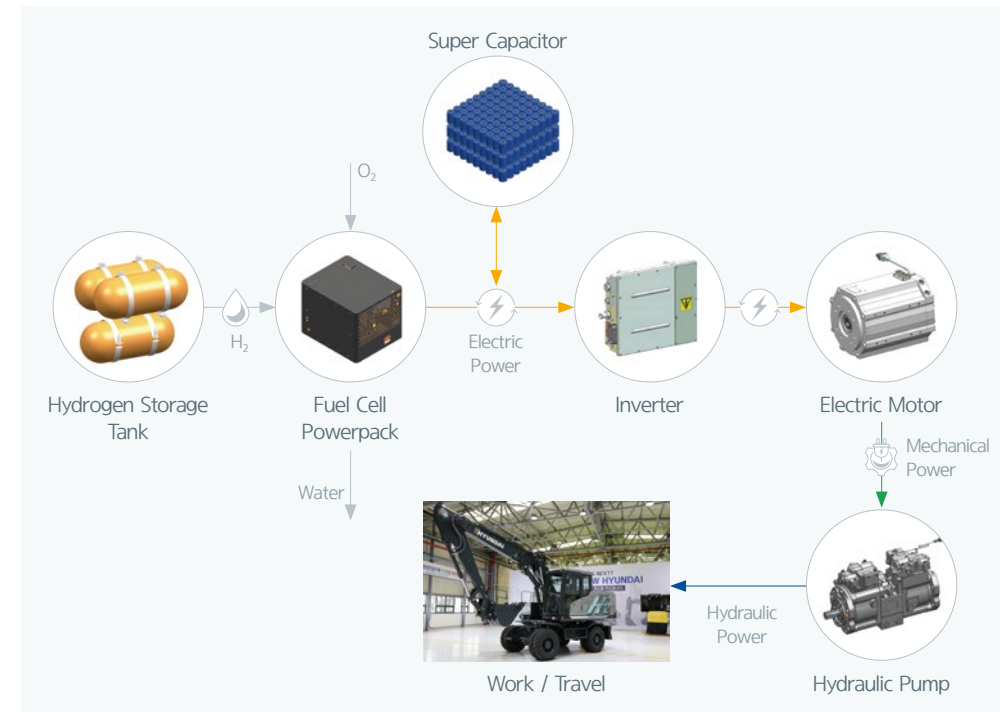 Super Capacitor
O₂
H₂
Electric
Power
Hydrogen Storage
Tank
Fuel Cell
Powerpack
Inverter
Electric Motor
Mechanical
Power
Water
HYUNDAI
W HYUNDAI
Hydraulic
Power
Work / Travel
Hydraulic Pump